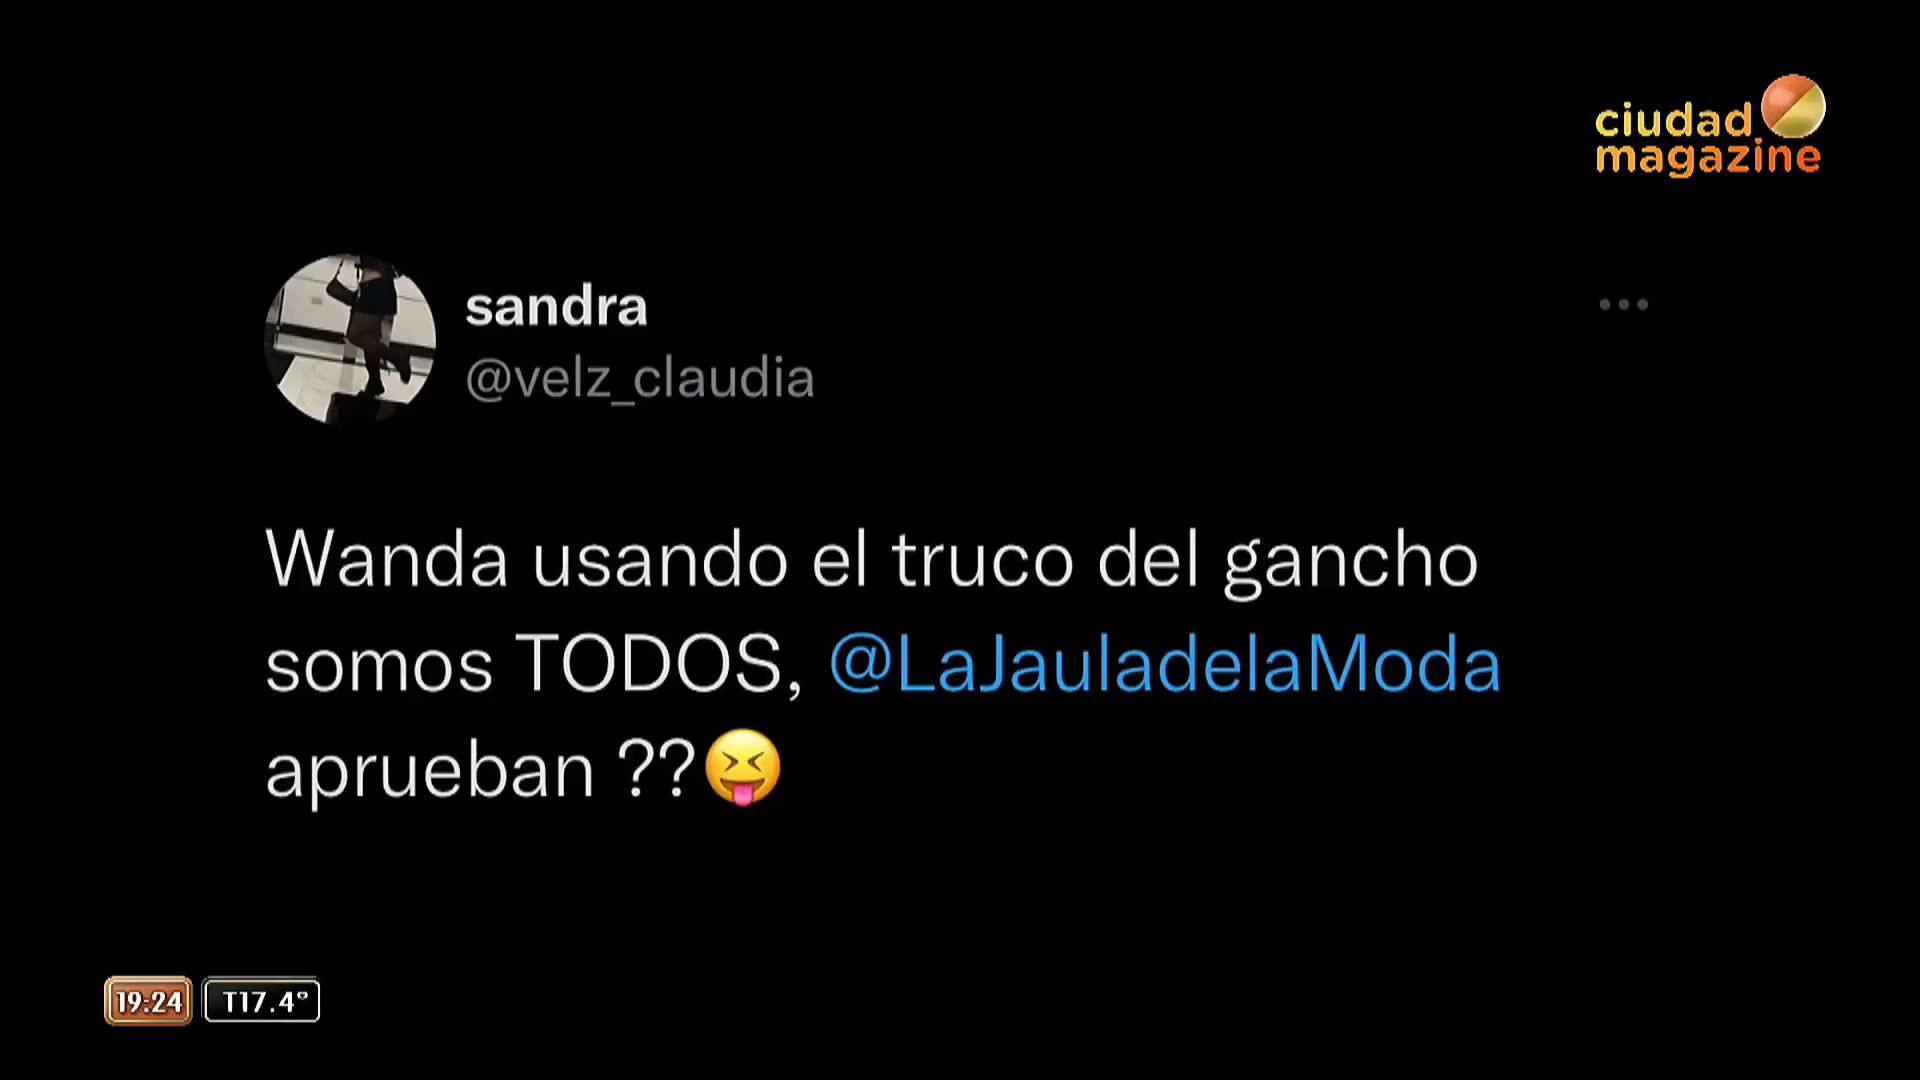 ciudad
magazine
sandra
@velz_claudia
Wanda usando el truco del gancho
somos TODOS, @LaJauladelaModa
aprueban ??😝
19:24 T17.4°